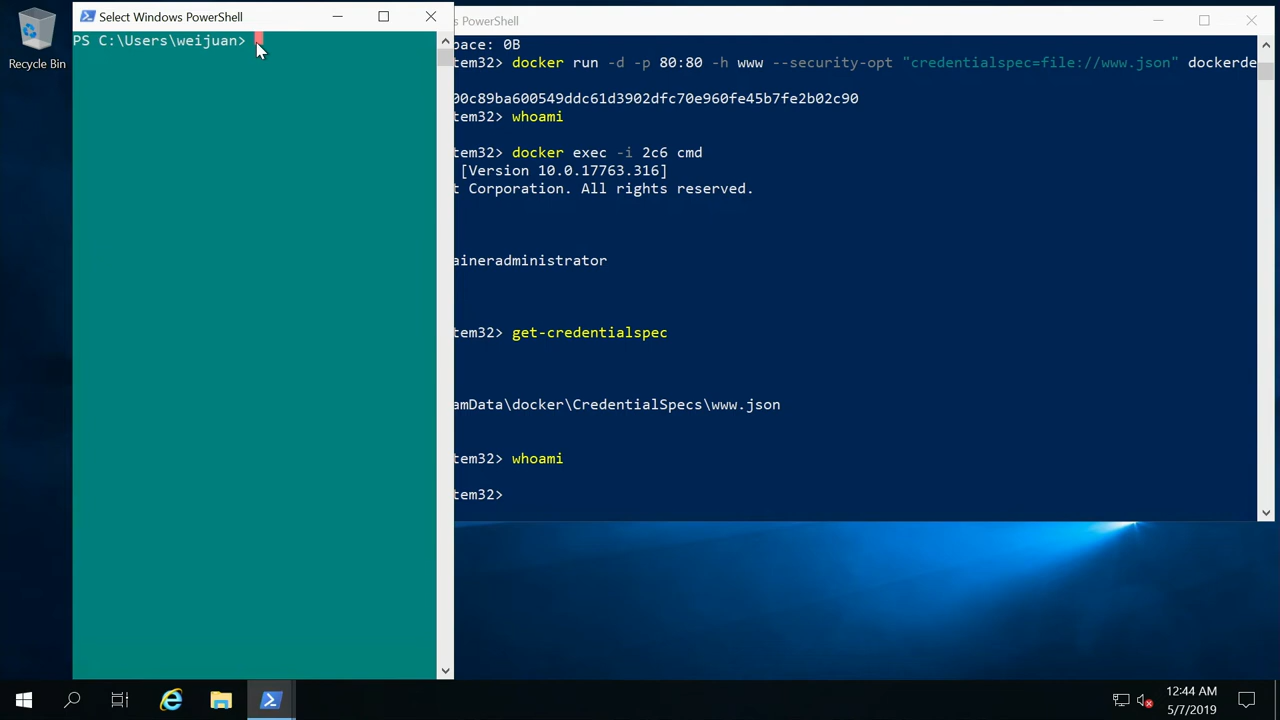 Recycle Bin
Select Windows PowerShell
PS C:\Users\weijuan>
s PowerShell
pace: 0B
tem32> docker run -d -p 80:80 -h www --security-opt "credentialspec=file://www.json" dockerde
00c89ba600549ddc61d3902dfc70e960fe45b7fe2b02c90
tem32> whoami
tem32> docker exec -i 2c6 cmd
[Version 10.0.17763.316]
t Corporation. All rights reserved.
aineradministrator
tem32> get-credentialspec
amData\docker\CredentialSpecs\www.json
tem32> whoami
tem32>
12:44 AM
5/7/2019